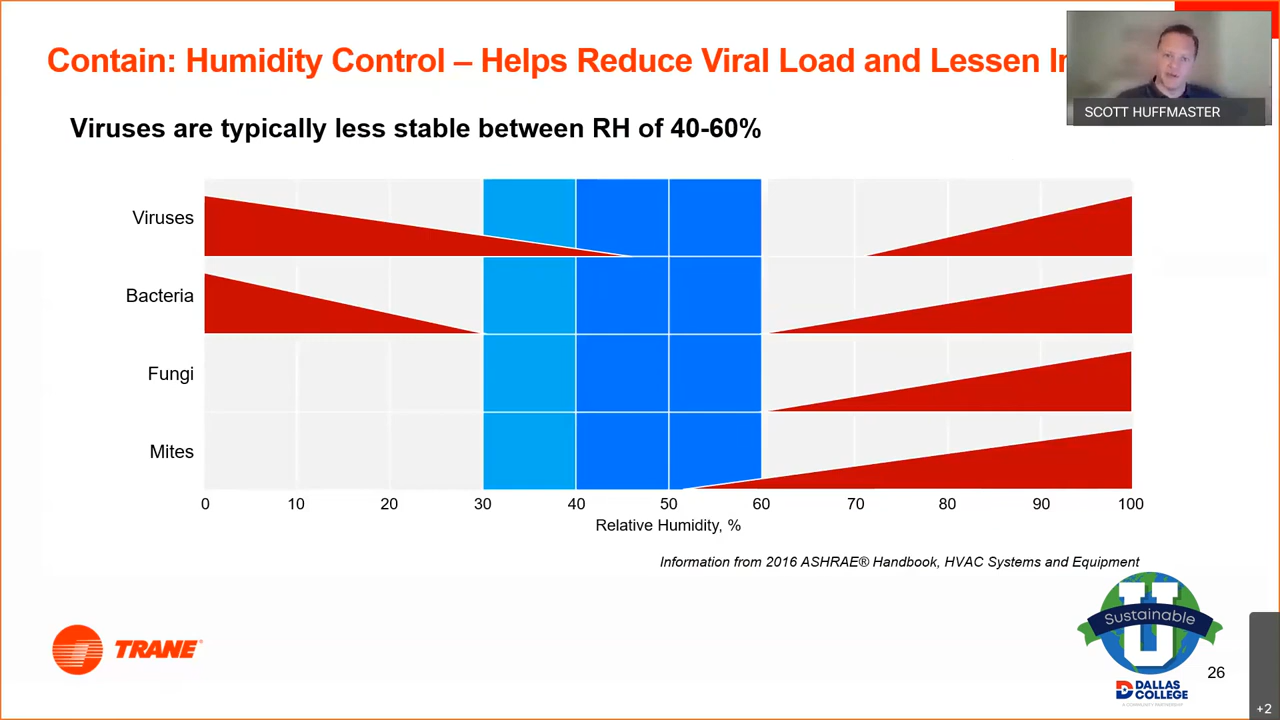 Contain: Humidity Control – Helps Reduce Viral Load and Lessen
SCOTT HUFFMASTER
Viruses are typically less stable between RH of 40-60%
Viruses
Bacteria
Fungi
Mites
0 10 20 30 40 50 60 70 80 90 100
Relative Humidity, %
Information from 2016 ASHRAE® Handbook, HVAC Systems and Equipment
U
Sustainable
TRANE®
DALLAS
COLLEGE
A COMMUNITY PARTNERSHIP
26
+2